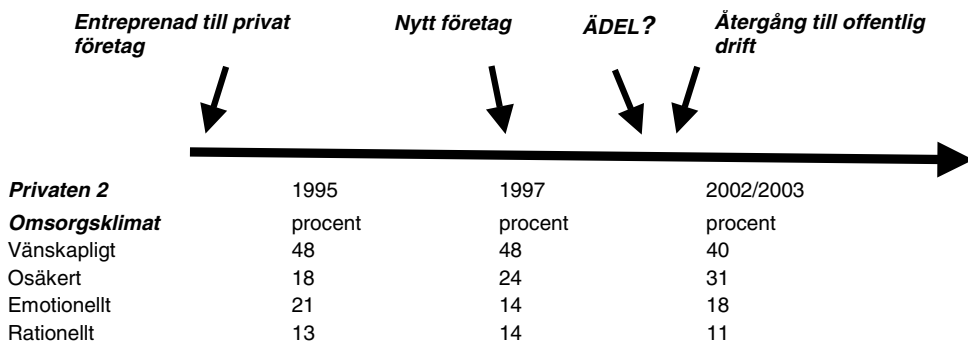 Entreprenad till privat
företag
Nytt företag
ÄDEL?
Återgång till offentlig
drift
Privaten 2 1995 1997 2002/2003
Omsorgsklimat procent procent procent
Vänskapligt 48 48 40
Osäkert 18 24 31
Emotionellt 21 14 18
Rationellt 13 14 11